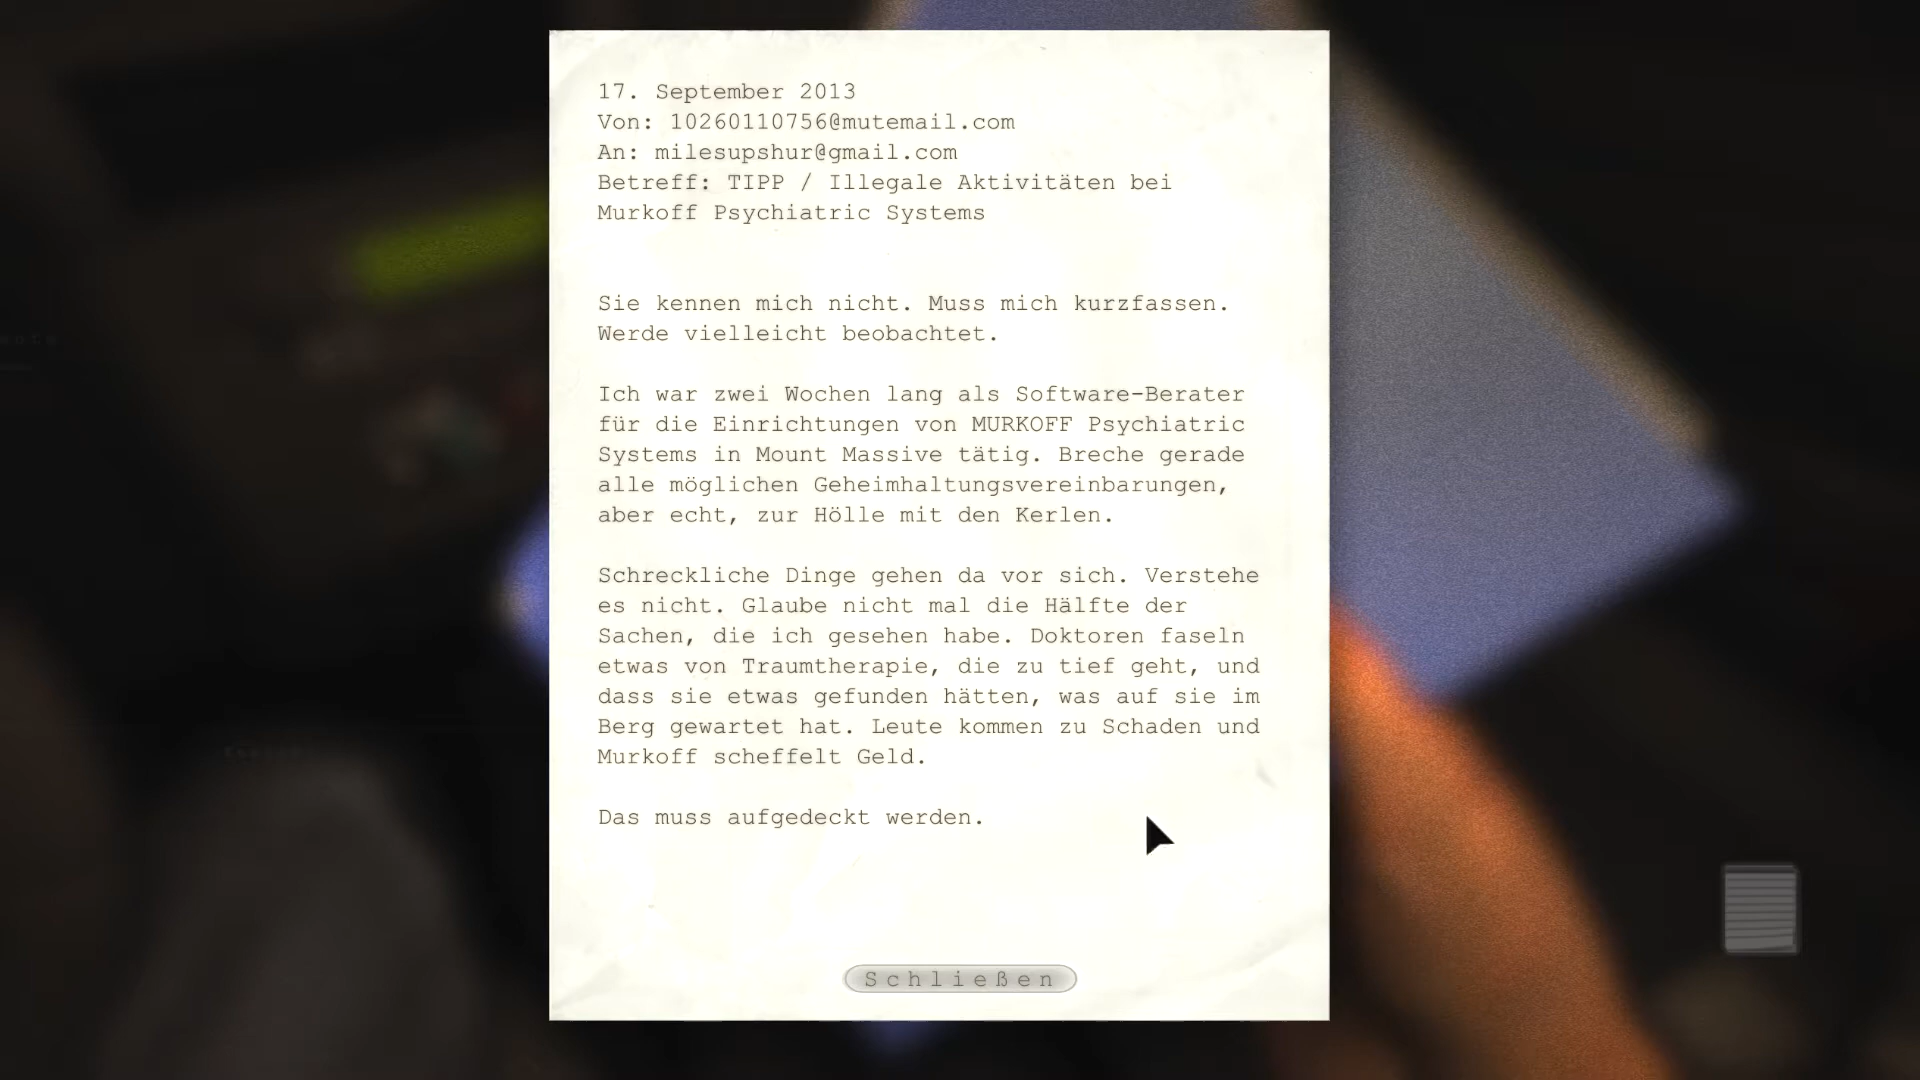 17. September 2013
Von: 10260110756@mutemail.com
An: milesupshur@gmail.com
Betreff: TIPP / Illegale Aktivitäten bei
Murkoff Psychiatric Systems
Sie kennen mich nicht. Muss mich kurzfassen.
Werde vielleicht beobachtet.
Ich war zwei Wochen lang als Software-Berater
für die Einrichtungen von MURKOFF Psychiatric
Systems in Mount Massive tätig. Breche gerade
alle möglichen Geheimhaltungsvereinbarungen,
aber echt, zur Hölle mit den Kerlen.
Schreckliche Dinge gehen da vor sich. Verstehe
es nicht. Glaube nicht mal die Hälfte der
Sachen, die ich gesehen habe. Doktoren faseln
etwas von Traumtherapie, die zu tief geht, und
dass sie etwas gefunden hätten, was auf sie im
Berg gewartet hat. Leute kommen zu Schaden und
Murkoff scheffelt Geld.
Das muss aufgedeckt werden.
Schließen